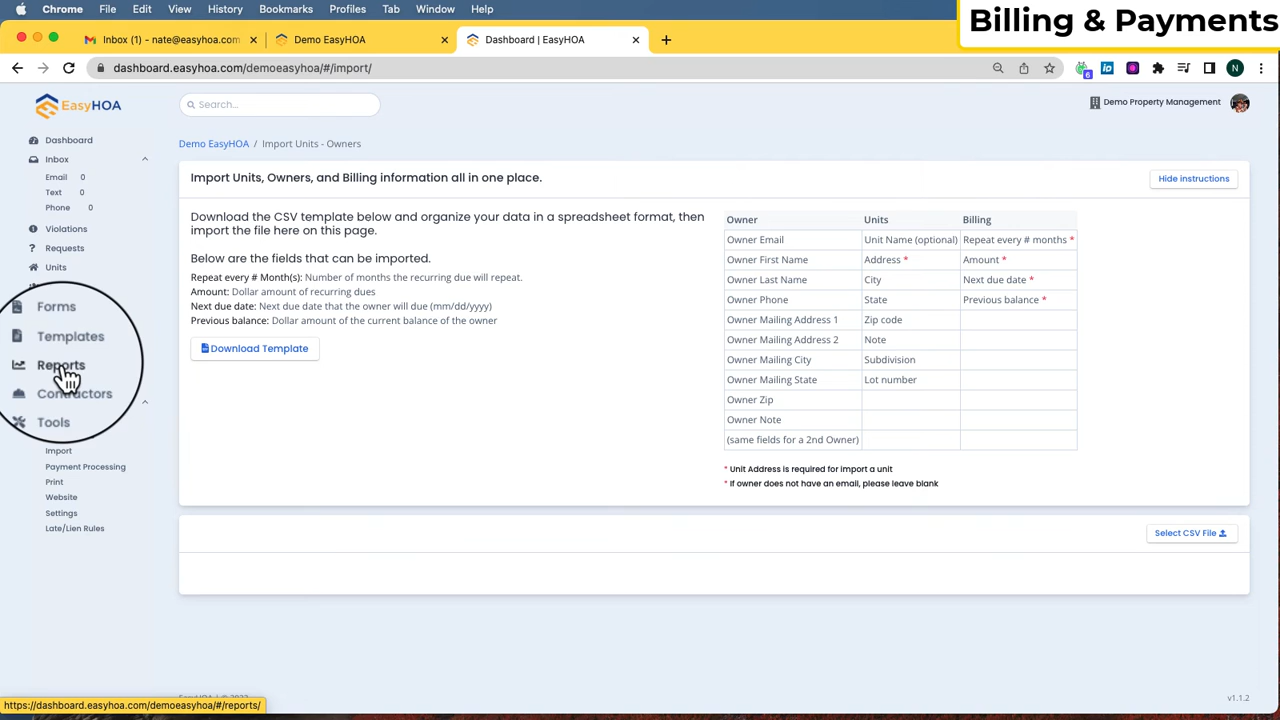 Chrome File Edit View History Bookmarks Profiles Tab Window Help
Billing & Payments
Inbox (1) - nate@easyhoa.com
Demo EasyHOA
Dashboard | EasyHOA
dashboard.easyhoa.com/demoeasyhoa/#/import/
6
N
EasyHOA
Search...
Demo Property Management
Dashboard
Inbox
Email 0
Text 0
Phone 0
Violations
Requests
Units
Forms
Templates
Reports
Contractors
Tools
Import
Payment Processing
Print
Website
Settings
Late/Lien Rules
Demo EasyHOA / Import Units - Owners
Import Units, Owners, and Billing information all in one place.
Hide instructions
Download the CSV template below and organize your data in a spreadsheet format, then
import the file here on this page.
Below are the fields that can be imported.
Repeat every # Month(s): Number of months the recurring due will repeat.
Amount: Dollar amount of recurring dues
Next due date: Next due date that the owner will due (mm/dd/yyyy)
Previous balance: Dollar amount of the current balance of the owner
Download Template
Owner Units Billing
Owner Email Unit Name (optional) Repeat every # months *
Owner First Name Address * Amount *
Owner Last Name City Next due date *
Owner Phone State Previous balance *
Owner Mailing Address 1 Zip code
Owner Mailing Address 2 Note
Owner Mailing City Subdivision
Owner Mailing State Lot number
Owner Zip
Owner Note
(same fields for a 2nd Owner)
* Unit Address is required for import a unit
* If owner does not have an email, please leave blank
Select CSV File
v1.1.2
https://dashboard.easyhoa.com/demoeasyhoa/#/reports/